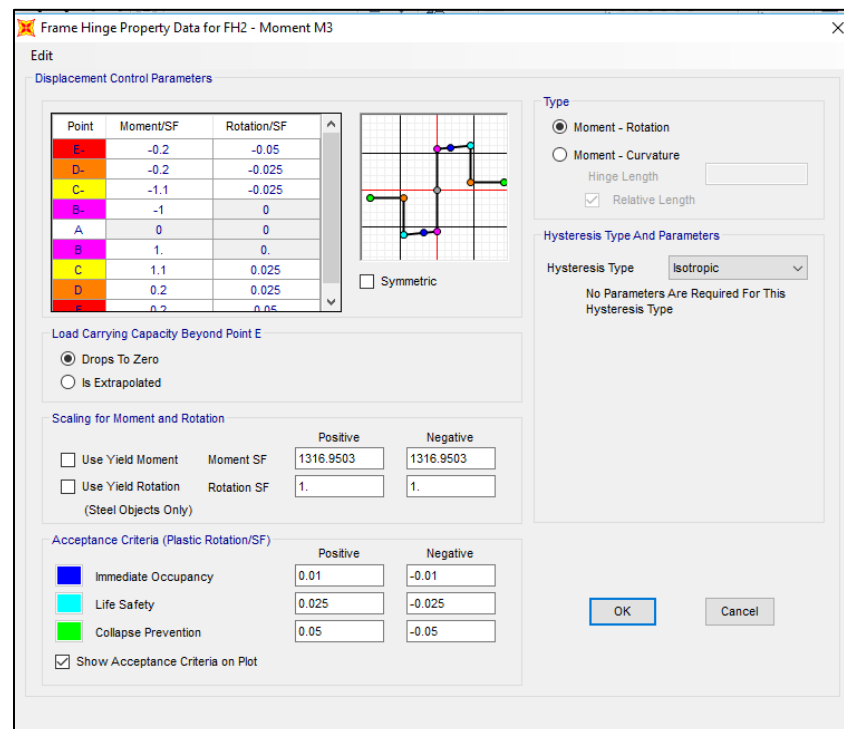 Frame Hinge Property Data for FH2 - Moment M3
Edit
Displacement Control Parameters
Point Moment/SF Rotation/SF
E- -0.2 -0.05
D- -0.2 -0.025
C- -1.1 -0.025
B- -1 0
A 0 0
B 1. 0.
C 1.1 0.025
D 0.2 0.025
E 0.2 0.05
Symmetric
Type
Moment - Rotation
Moment - Curvature
Hinge Length
Relative Length
Hysteresis Type And Parameters
Hysteresis Type Isotropic
No Parameters Are Required For This
Hysteresis Type
Load Carrying Capacity Beyond Point E
Drops To Zero
Is Extrapolated
Scaling for Moment and Rotation
Positive Negative
Use Yield Moment Moment SF 1316.9503 1316.9503
Use Yield Rotation Rotation SF 1. 1.
(Steel Objects Only)
Acceptance Criteria (Plastic Rotation/SF)
Positive Negative
Immediate Occupancy 0.01 -0.01
Life Safety 0.025 -0.025
Collapse Prevention 0.05 -0.05
Show Acceptance Criteria on Plot
OK Cancel